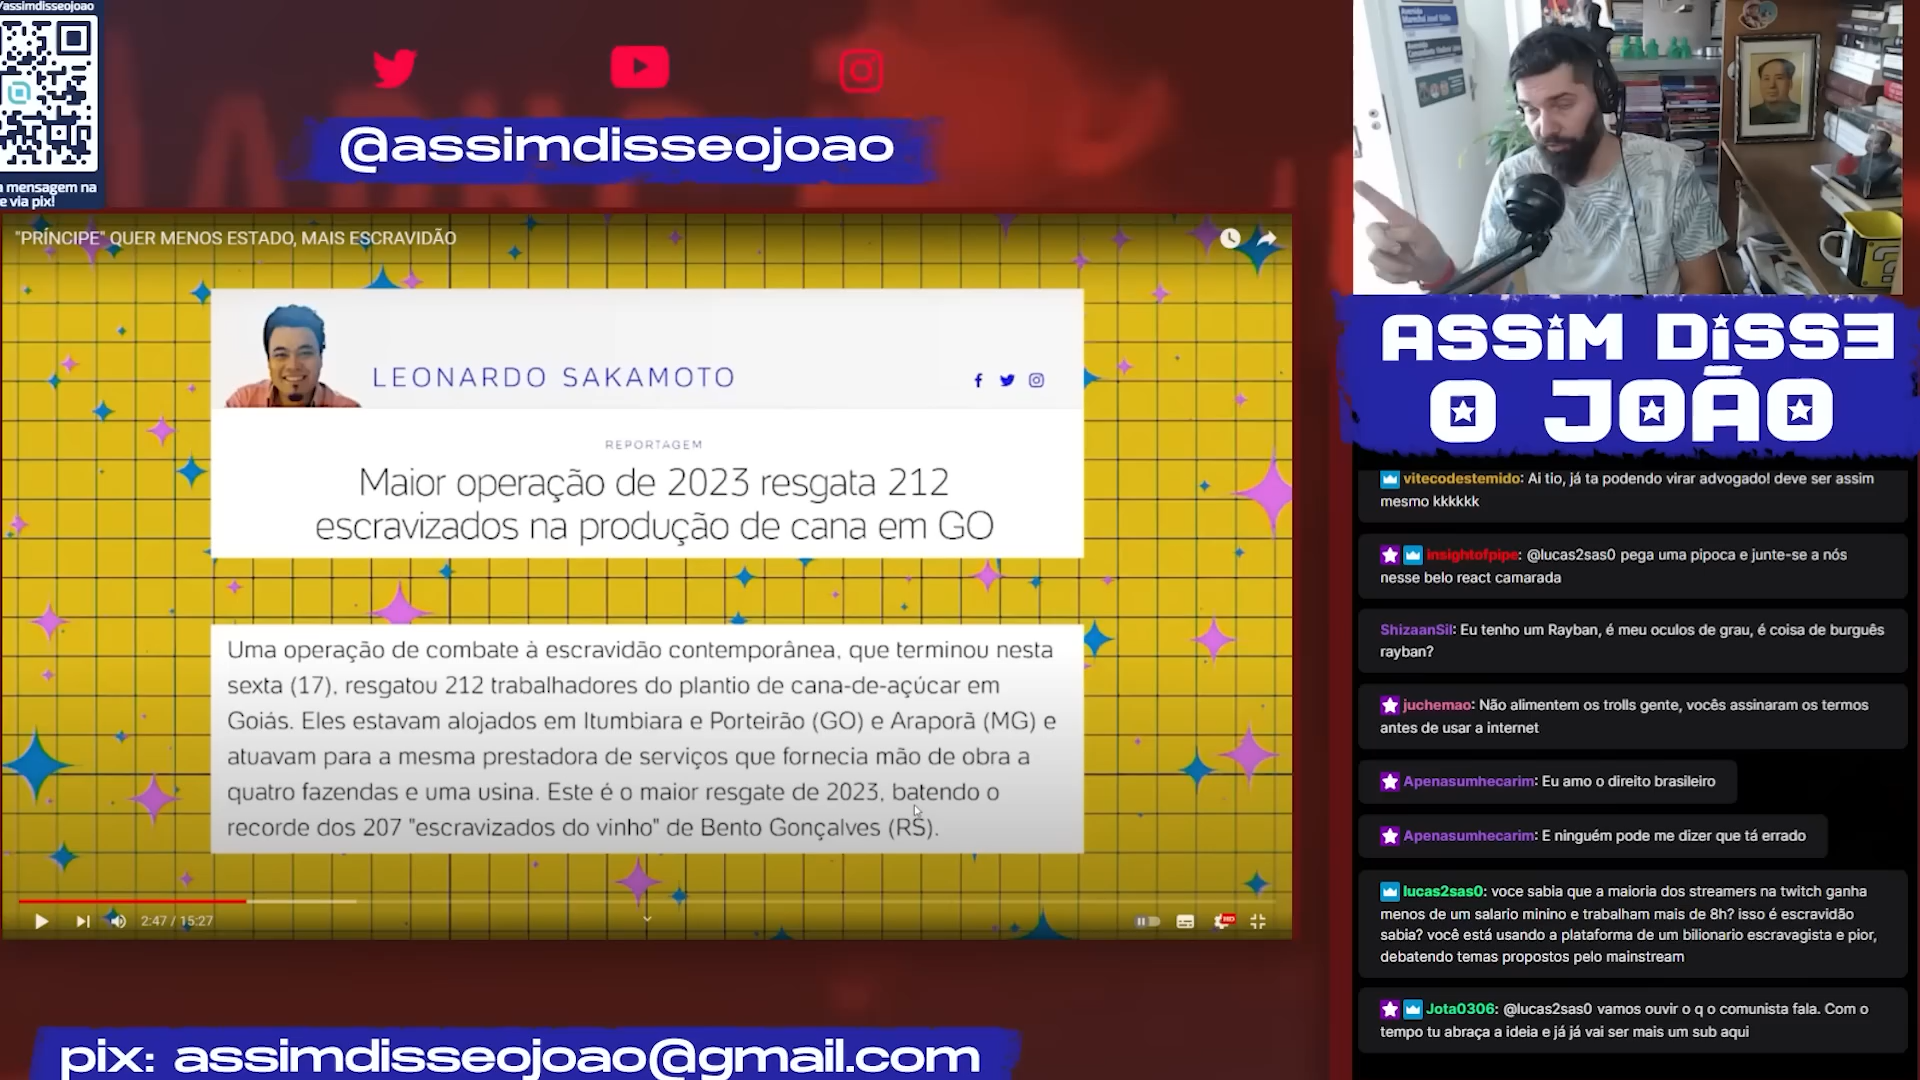 /assimdisseojoao
a mensagem na
e via pix!
@assimdisseojoao
"PRÍNCIPE" QUER MENOS ESTADO, MAIS ESCRAVIDÃO
LEONARDO SAKAMOTO
REPORTAGEM
Maior operação de 2023 resgata 212
escravizados na produção de cana em GO
Uma operação de combate à escravidão contemporânea, que terminou nesta
sexta (17), resgatou 212 trabalhadores do plantio de cana-de-açúcar em
Goiás. Eles estavam alojados em Itumbiara e Porteirão (GO) e Araporã (MG) e
atuavam para a mesma prestadora de serviços que fornecia mão de obra a
quatro fazendas e uma usina. Este é o maior resgate de 2023, batendo o
recorde dos 207 "escravizados do vinho" de Bento Gonçalves (RS).
2:47 / 15:27
HD
pix: assimdisseojoao@gmail.com
Avenida
Marechal
Avenida
ASSIM DISSE
O JOÃO
vitecodestemido: Ai tio, já ta podendo virar advogado! deve ser assim
mesmo kkkkkk
insightofpipe: @lucas2sas0 pega uma pipoca e junte-se a nós
nesse belo react camarada
ShizaanSil: Eu tenho um Rayban, é meu oculos de grau, é coisa de burguês
rayban?
juchemao: Não alimentem os trolls gente, vocês assinaram os termos
antes de usar a internet
Apenasumhecarim: Eu amo o direito brasileiro
Apenasumhecarim: E ninguém pode me dizer que tá errado
lucas2sas0: voce sabia que a maioria dos streamers na twitch ganha
menos de um salario minino e trabalham mais de 8h? isso é escravidão
sabia? você está usando a plataforma de um bilionario escravagista e pior,
debatendo temas propostos pelo mainstream
Jota0306: @lucas2sas0 vamos ouvir o q o comunista fala. Com o
tempo tu abraça a ideia e já já vai ser mais um sub aqui